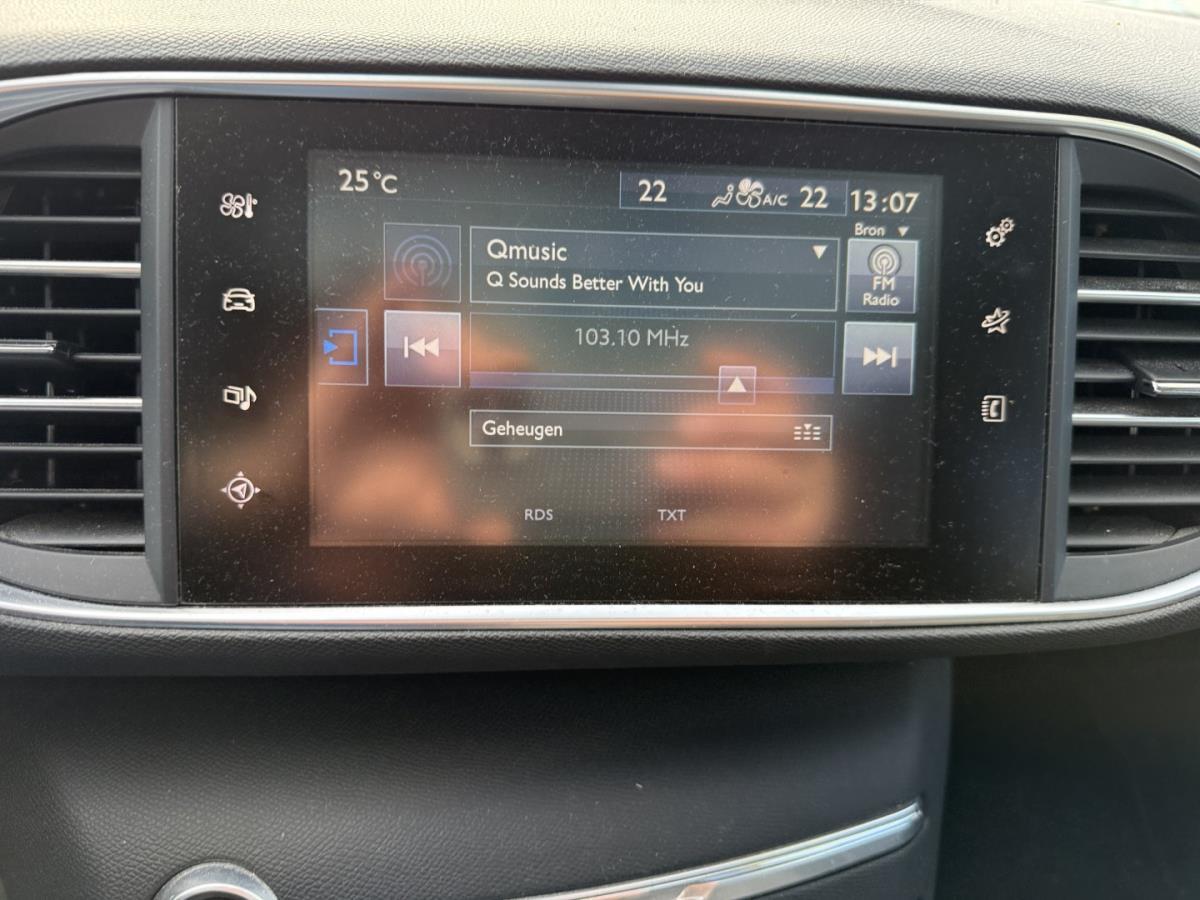 25°C
22 A/C 22 13:07
Bron
Qmusic
Q Sounds Better With You
FM
Radio
103.10 MHz
Geheugen
RDS TXT